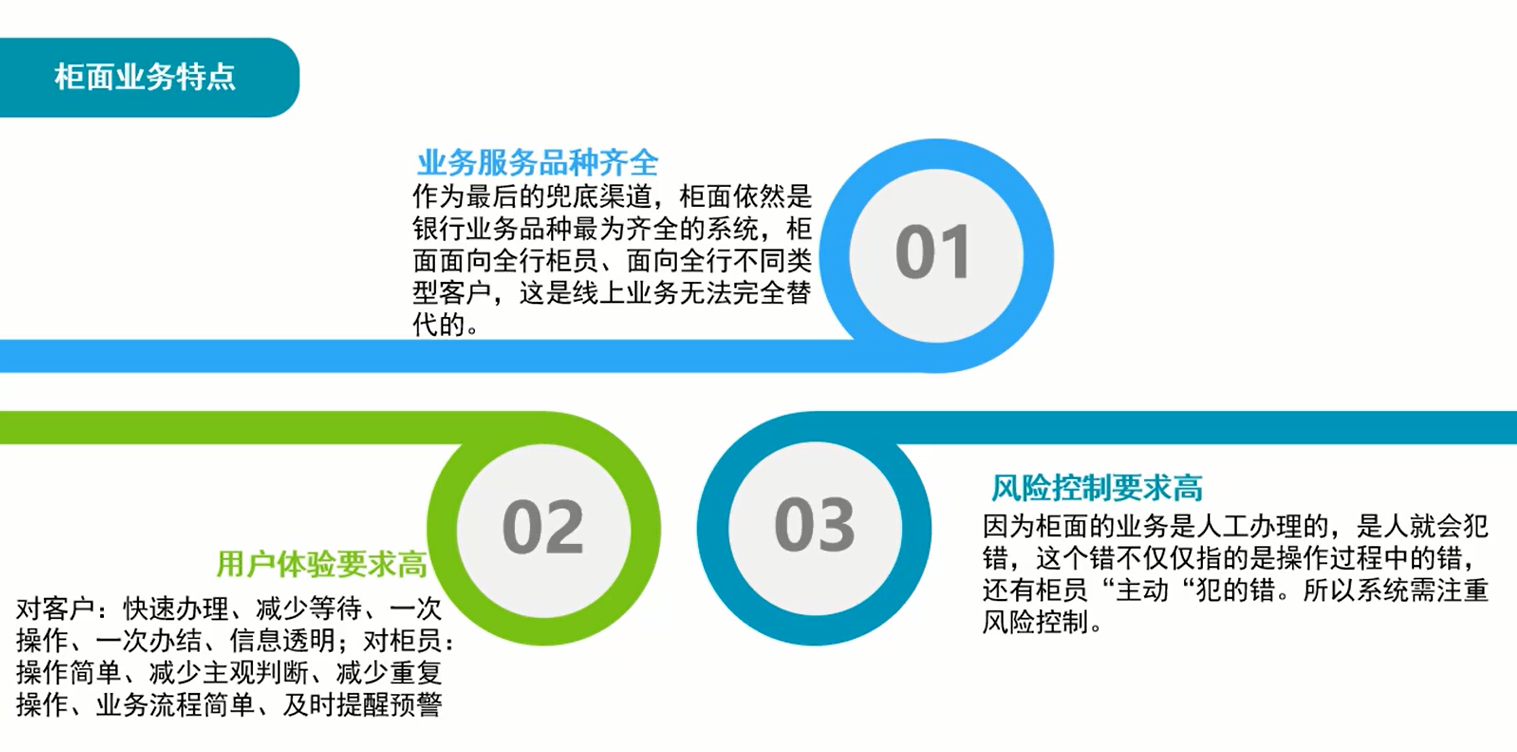 柜面业务特点
业务服务品种齐全
作为最后的兜底渠道，柜面依然是
银行业务品种最为齐全的系统，柜
面面向全行柜员、面向全行不同类
型客户，这是线上业务无法完全替
代的。
01
02
用户体验要求高
对客户：快速办理、减少等待、一次
操作、一次办结、信息透明；对柜员：
操作简单、减少主观判断、减少重复
操作、业务流程简单、及时提醒预警
03
风险控制要求高
因为柜面的业务是人工办理的，是人就会犯
错，这个错不仅仅指的是操作过程中的错，
还有柜员“主动“犯的错。所以系统需注重
风险控制。